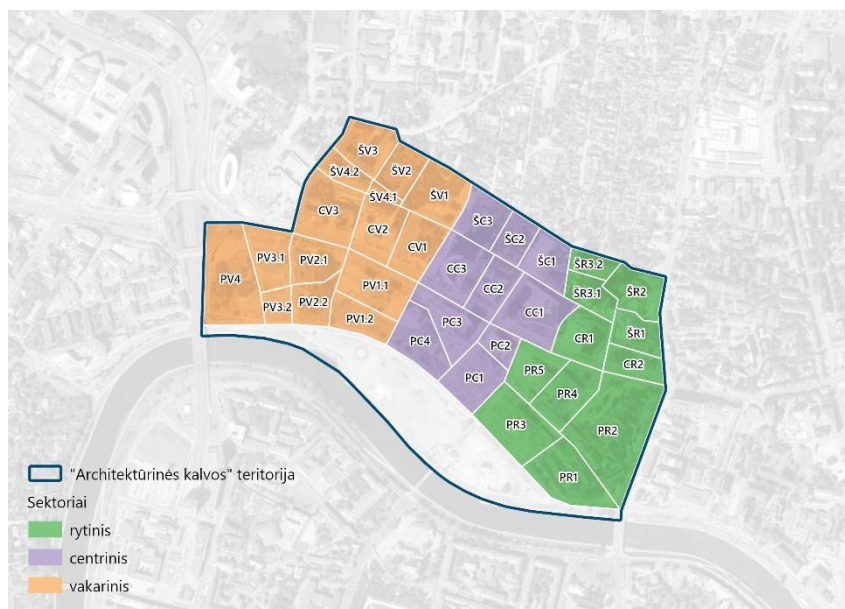 ŠV3
ŠV2
ŠV4.2
ŠV4.1
ŠV1
CV3
CV2
CV1
ŠC3
ŠC2
ŠC1
PV4
PV3.1
PV2.1
PV3.2
PV2.2
PV1.1
PV1.2
CC3
CC2
CC1
PC4
PC3
PC2
PC1
ŠR3.2
ŠR3.1
ŠR2
ŠR1
CR1
CR2
PR5
PR4
PR3
PR2
PR1
"Architektūrinės kalvos" teritorija
Sektoriai
rytinis
centrinis
vakarinis